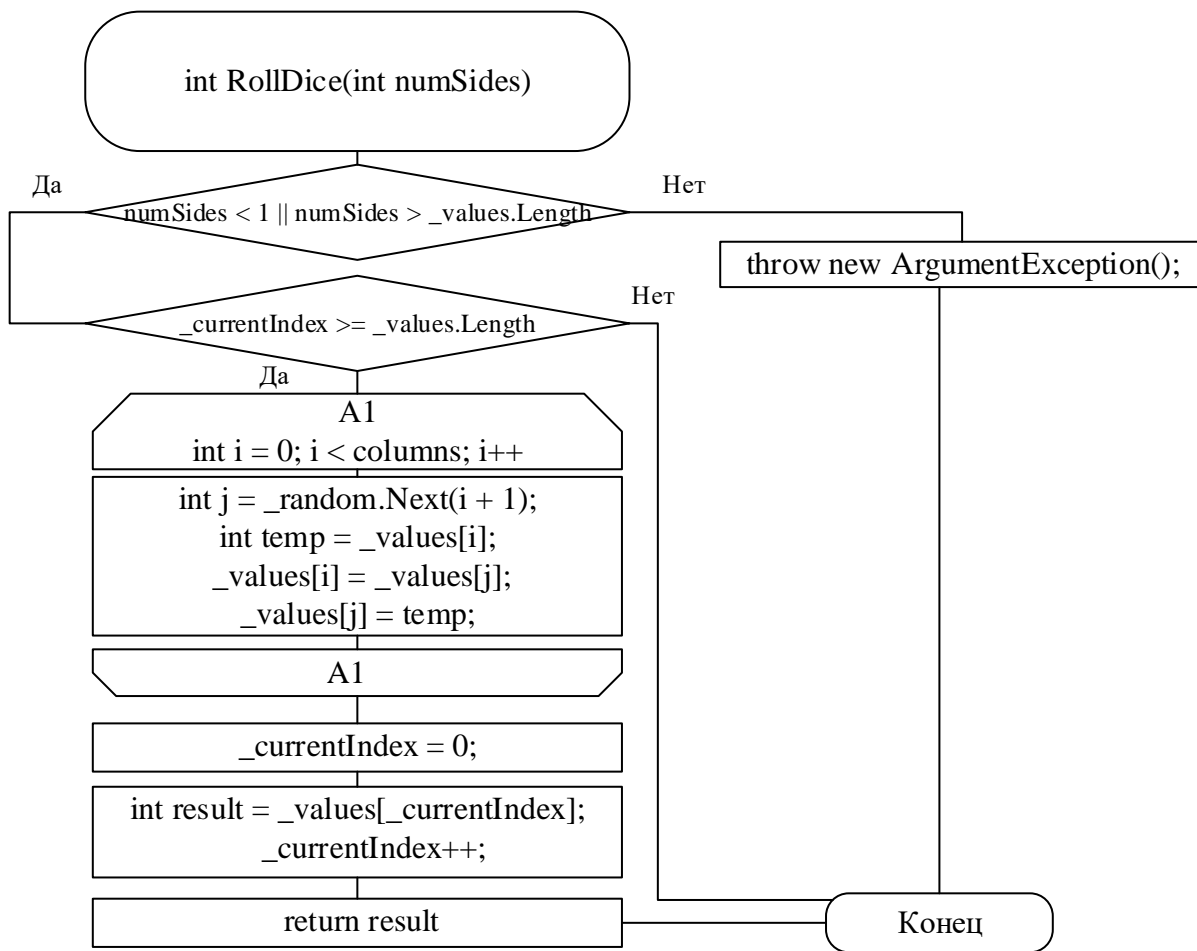 int RollDice(int numSides)
Да
Нет
numSides < 1 || numSides > _values.Length
throw new ArgumentException();
Нет
_currentIndex >= _values.Length
Да
A1
int i = 0; i < columns; i++
int j = _random.Next(i + 1);
int temp = _values[i];
_values[i] = _values[j];
_values[j] = temp;
A1
_currentIndex = 0;
int result = _values[_currentIndex];
_currentIndex++;
return result
Конец